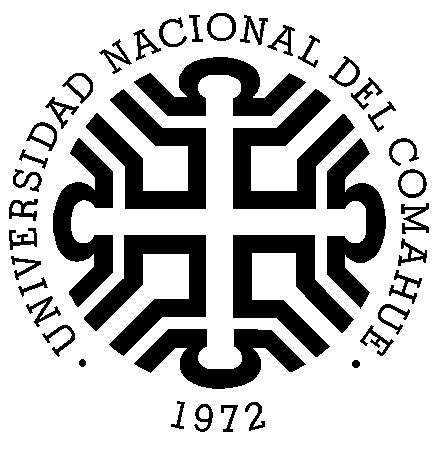 · UNIVERSIDAD NACIONAL DEL COMAHUE ·
1972